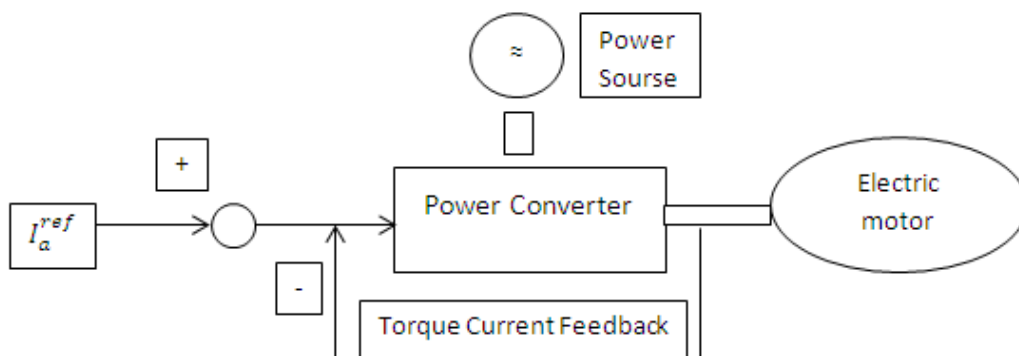 ≈
Power
Sourse
+
I_a^{ref}
Power Converter
Electric
motor
-
Torque Current Feedback